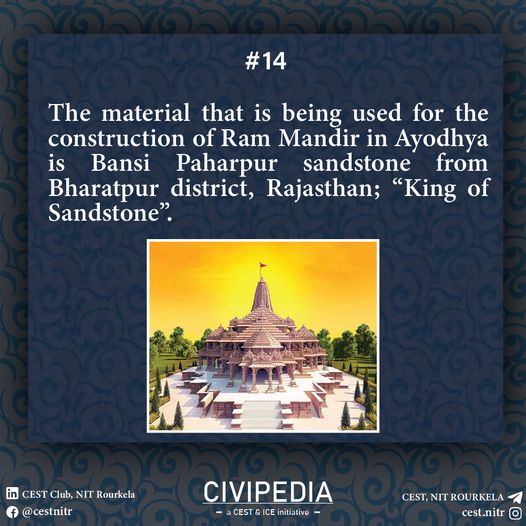 #14
The material that is being used for the
construction of Ram Mandir in Ayodhya
is Bansi Paharpur sandstone from
Bharatpur district, Rajasthan; “King of
Sandstone”.
CEST Club, NIT Rourkela
@cestnitr
CIVIPEDIA
a CEST & ICE initiative
CEST, NIT ROURKELA
cest.nitr